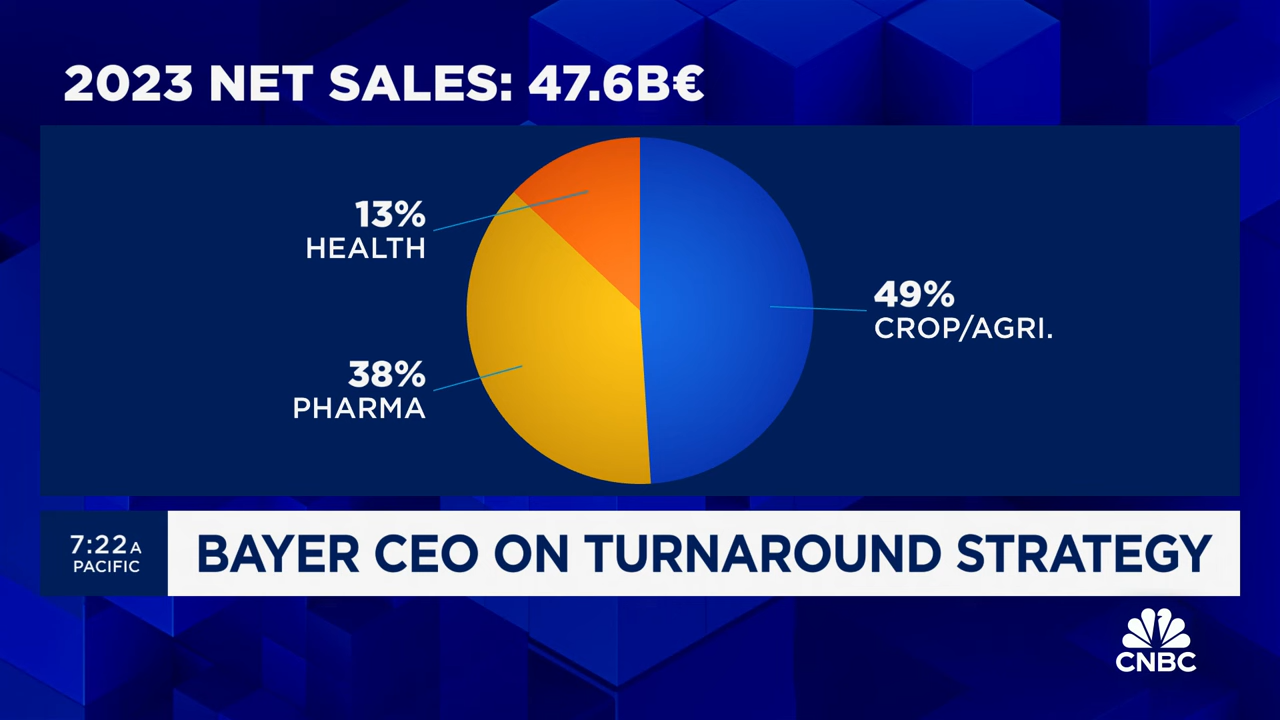 2023 NET SALES: 47.6B€
13%
HEALTH
49%
CROP/AGRI.
38%
PHARMA
7:22A
PACIFIC
BAYER CEO ON TURNAROUND STRATEGY
CNBC